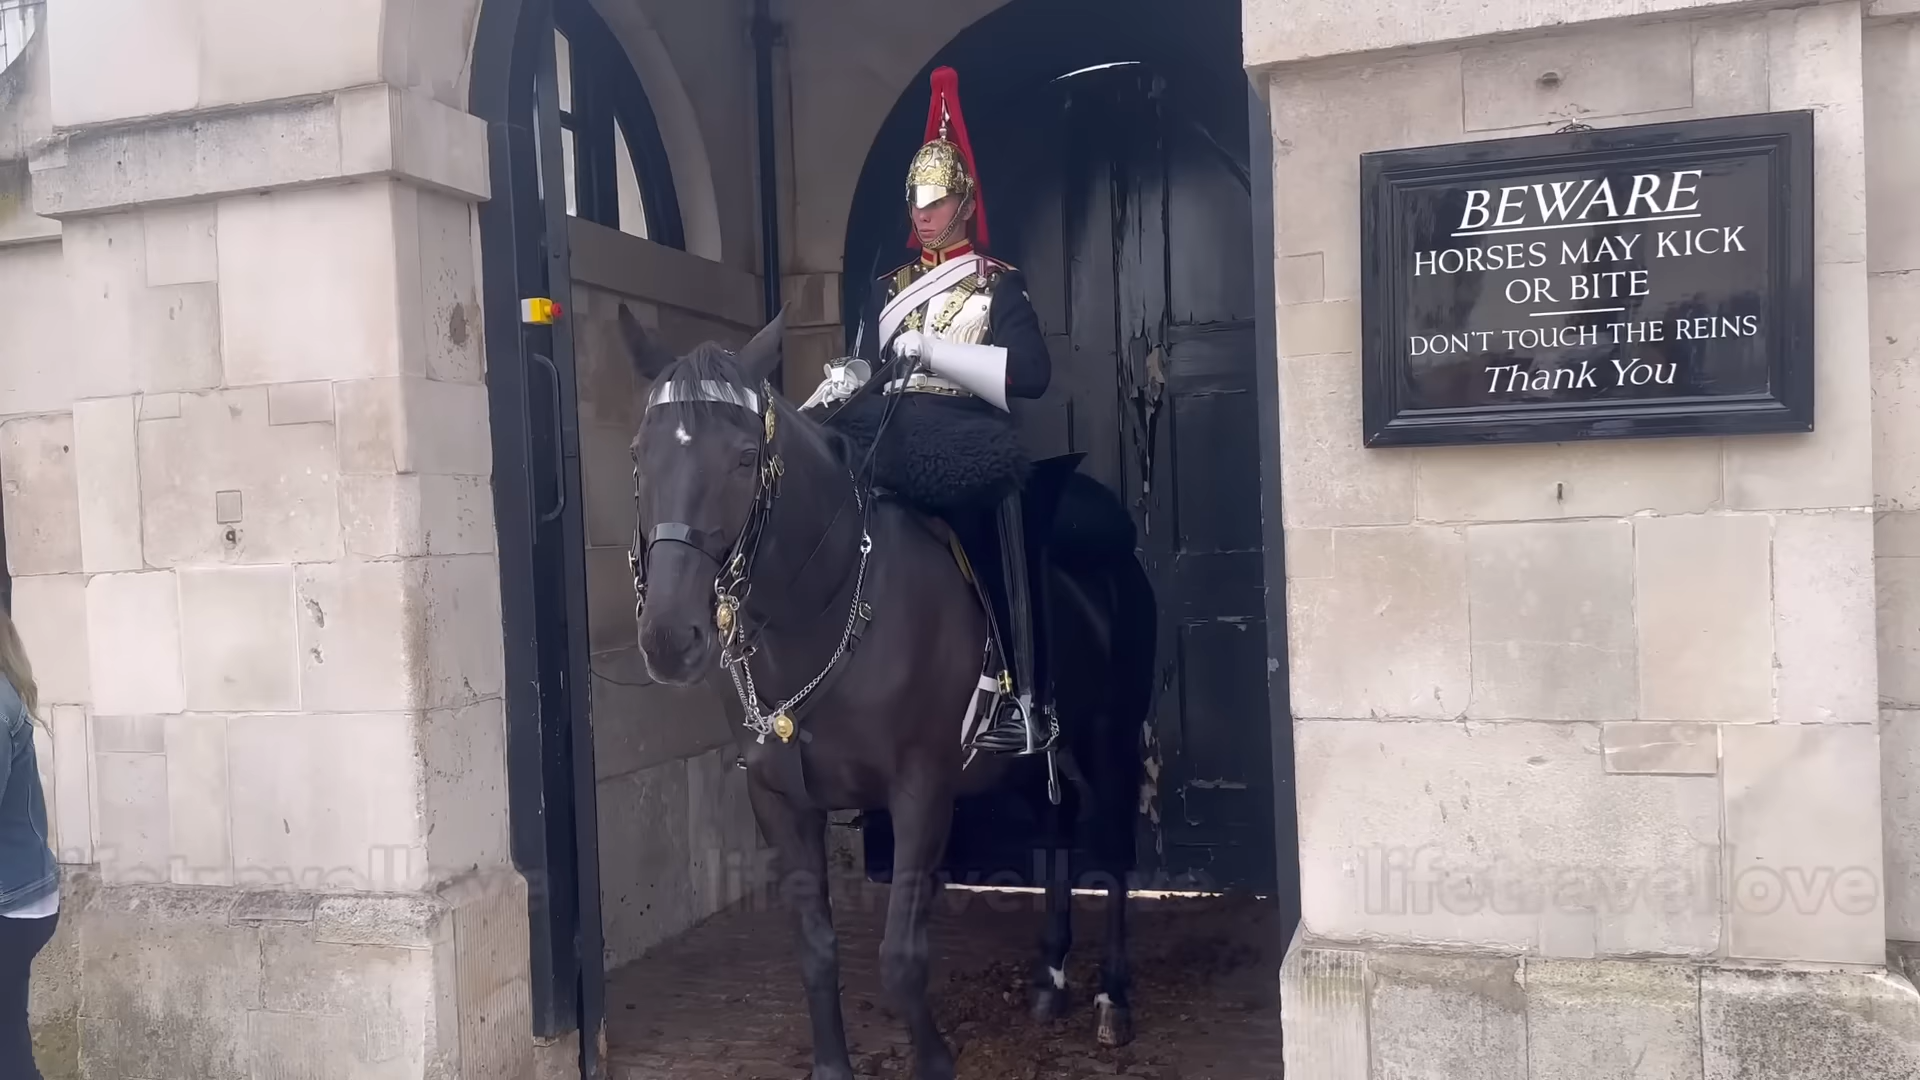 BEWARE
HORSES MAY KICK
OR BITE
DON'T TOUCH THE REINS
Thank You
lifetravellove lifetravellove lifetravellove